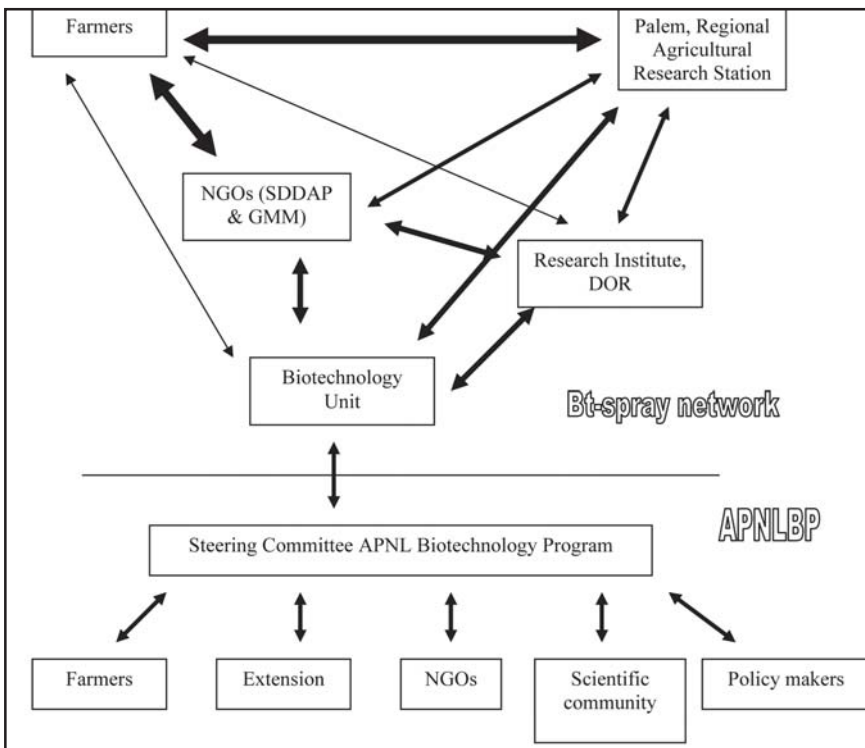 Farmers
Palem, Regional
Agricultural
Research Station
NGOs (SDDAP
& GMM)
Research Institute,
DOR
Biotechnology
Unit
Bt-spray network
APNLBP
Steering Committee APNL Biotechnology Program
Farmers
Extension
NGOs
Scientific
community
Policy makers